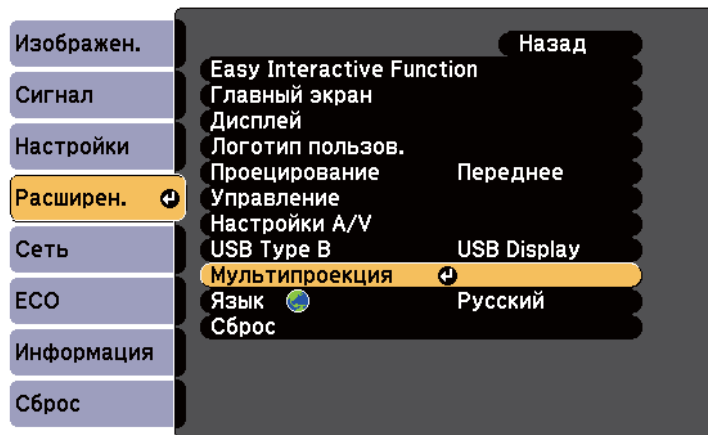 Изображен.
Сигнал
Настройки
Расширен.
Сеть
ECO
Информация
Сброс
Назад
Easy Interactive Function
Главный экран
Дисплей
Логотип пользов.
Проецирование Переднее
Управление
Настройки A/V
USB Type B USB Display
Мультипроекция
Язык Русский
Сброс